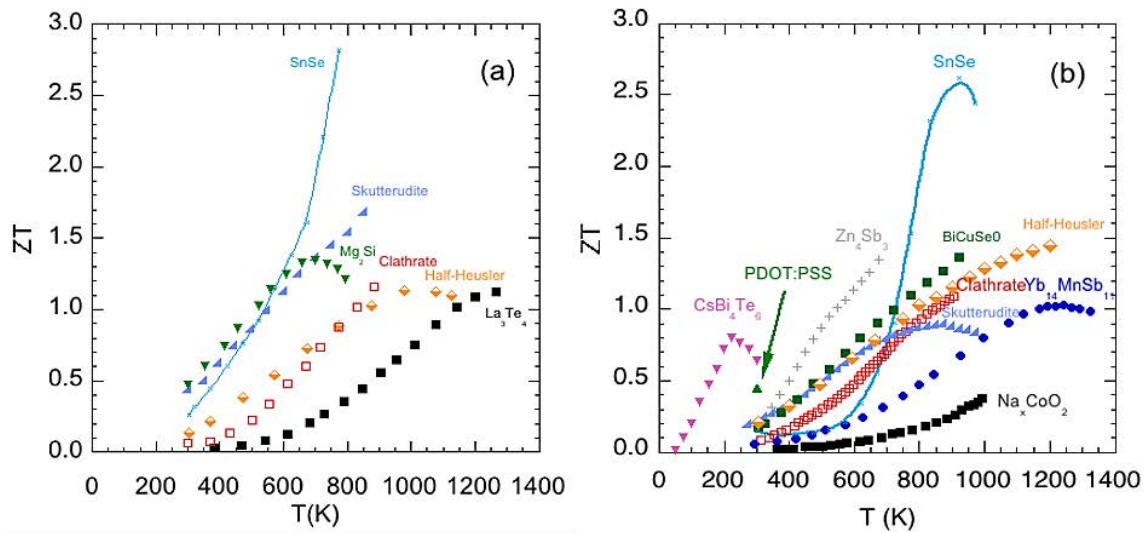 3.0
2.5
2.0
1.5
1.0
0.5
0.0
ZT
0 200 400 600 800 1000 1200 1400
T(K)
(a)
SnSe
Skutterudite
Mg2Si
Clathrate
Half-Heusler
La3Te4
3.0
2.5
2.0
1.5
1.0
0.5
0.0
ZT
0 200 400 600 800 1000 1200 1400
T (K)
(b)
SnSe
Half-Heusler
Zn4Sb3
BiCuSe0
PDOT:PSS
ClathrateYb14MnSb11
CsBi4Te6
Skutterudite
NaxCoO2